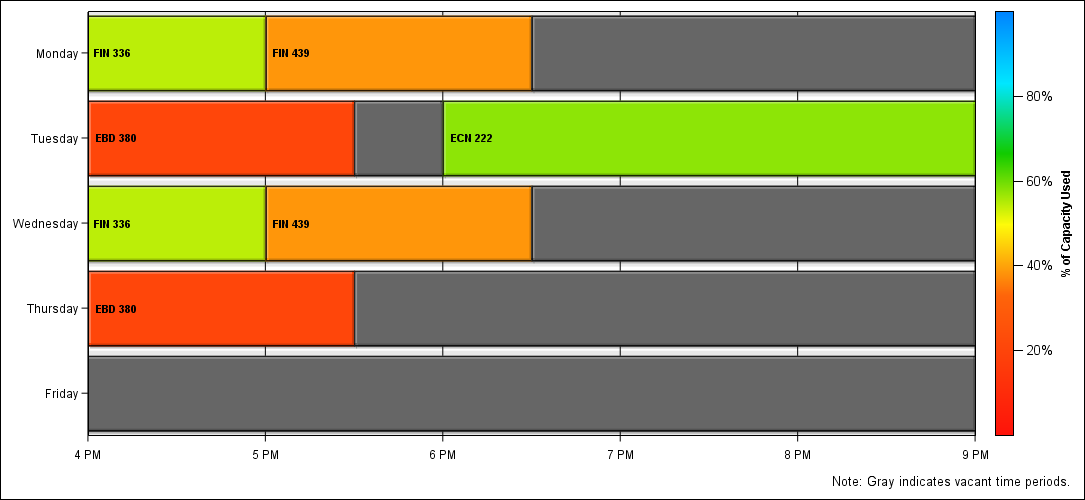 Monday
FIN 336
FIN 439
Tuesday
EBD 380
ECN 222
Wednesday
FIN 336
FIN 439
Thursday
EBD 380
Friday
4 PM
5 PM
6 PM
7 PM
8 PM
9 PM
80%
60%
40%
20%
% of Capacity Used
Note: Gray indicates vacant time periods.